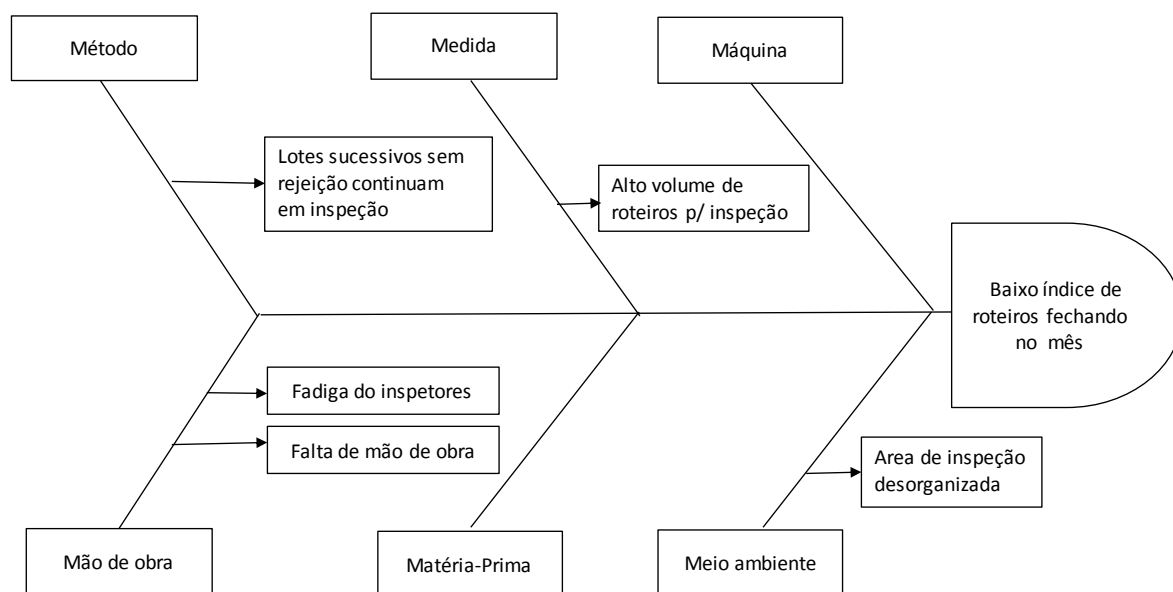 Método
Medida
Máquina
Lotes sucessivos sem
rejeição continuam
em inspeção
Alto volume de
roteiros p/ inspeção
Baixo índice de
roteiros fechando
no mês
Fadiga do inspetores
Falta de mão de obra
Area de inspeção
desorganizada
Mão de obra
Matéria-Prima
Meio ambiente